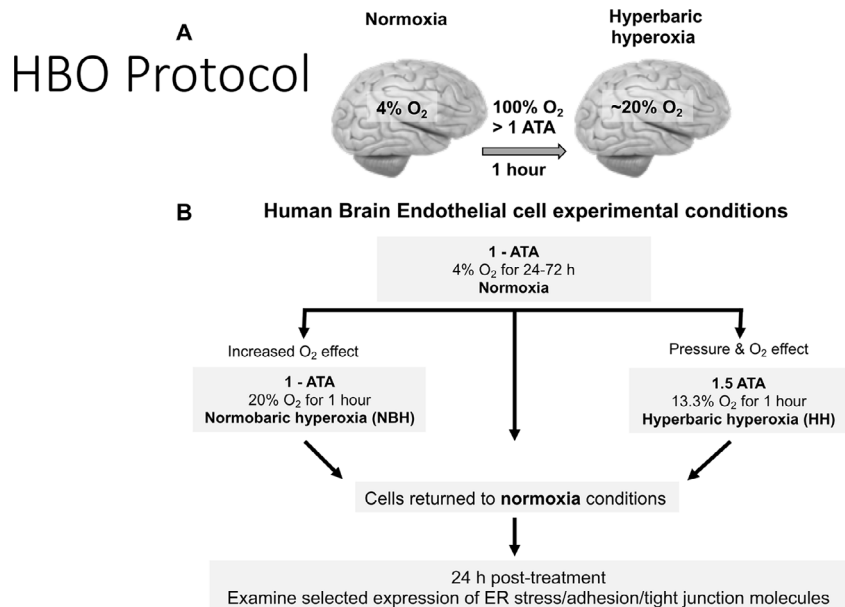 A
HBO Protocol
Normoxia
Hyperbaric
hyperoxia
4% O₂
100% O₂
> 1 ATA
1 hour
~20% O₂
B
Human Brain Endothelial cell experimental conditions
1 - ATA
4% O₂ for 24-72 h
Normoxia
Increased O₂ effect
1 - ATA
20% O₂ for 1 hour
Normobaric hyperoxia (NBH)
Pressure & O₂ effect
1.5 ATA
13.3% O₂ for 1 hour
Hyperbaric hyperoxia (HH)
Cells returned to normoxia conditions
24 h post-treatment
Examine selected expression of ER stress/adhesion/tight junction molecules